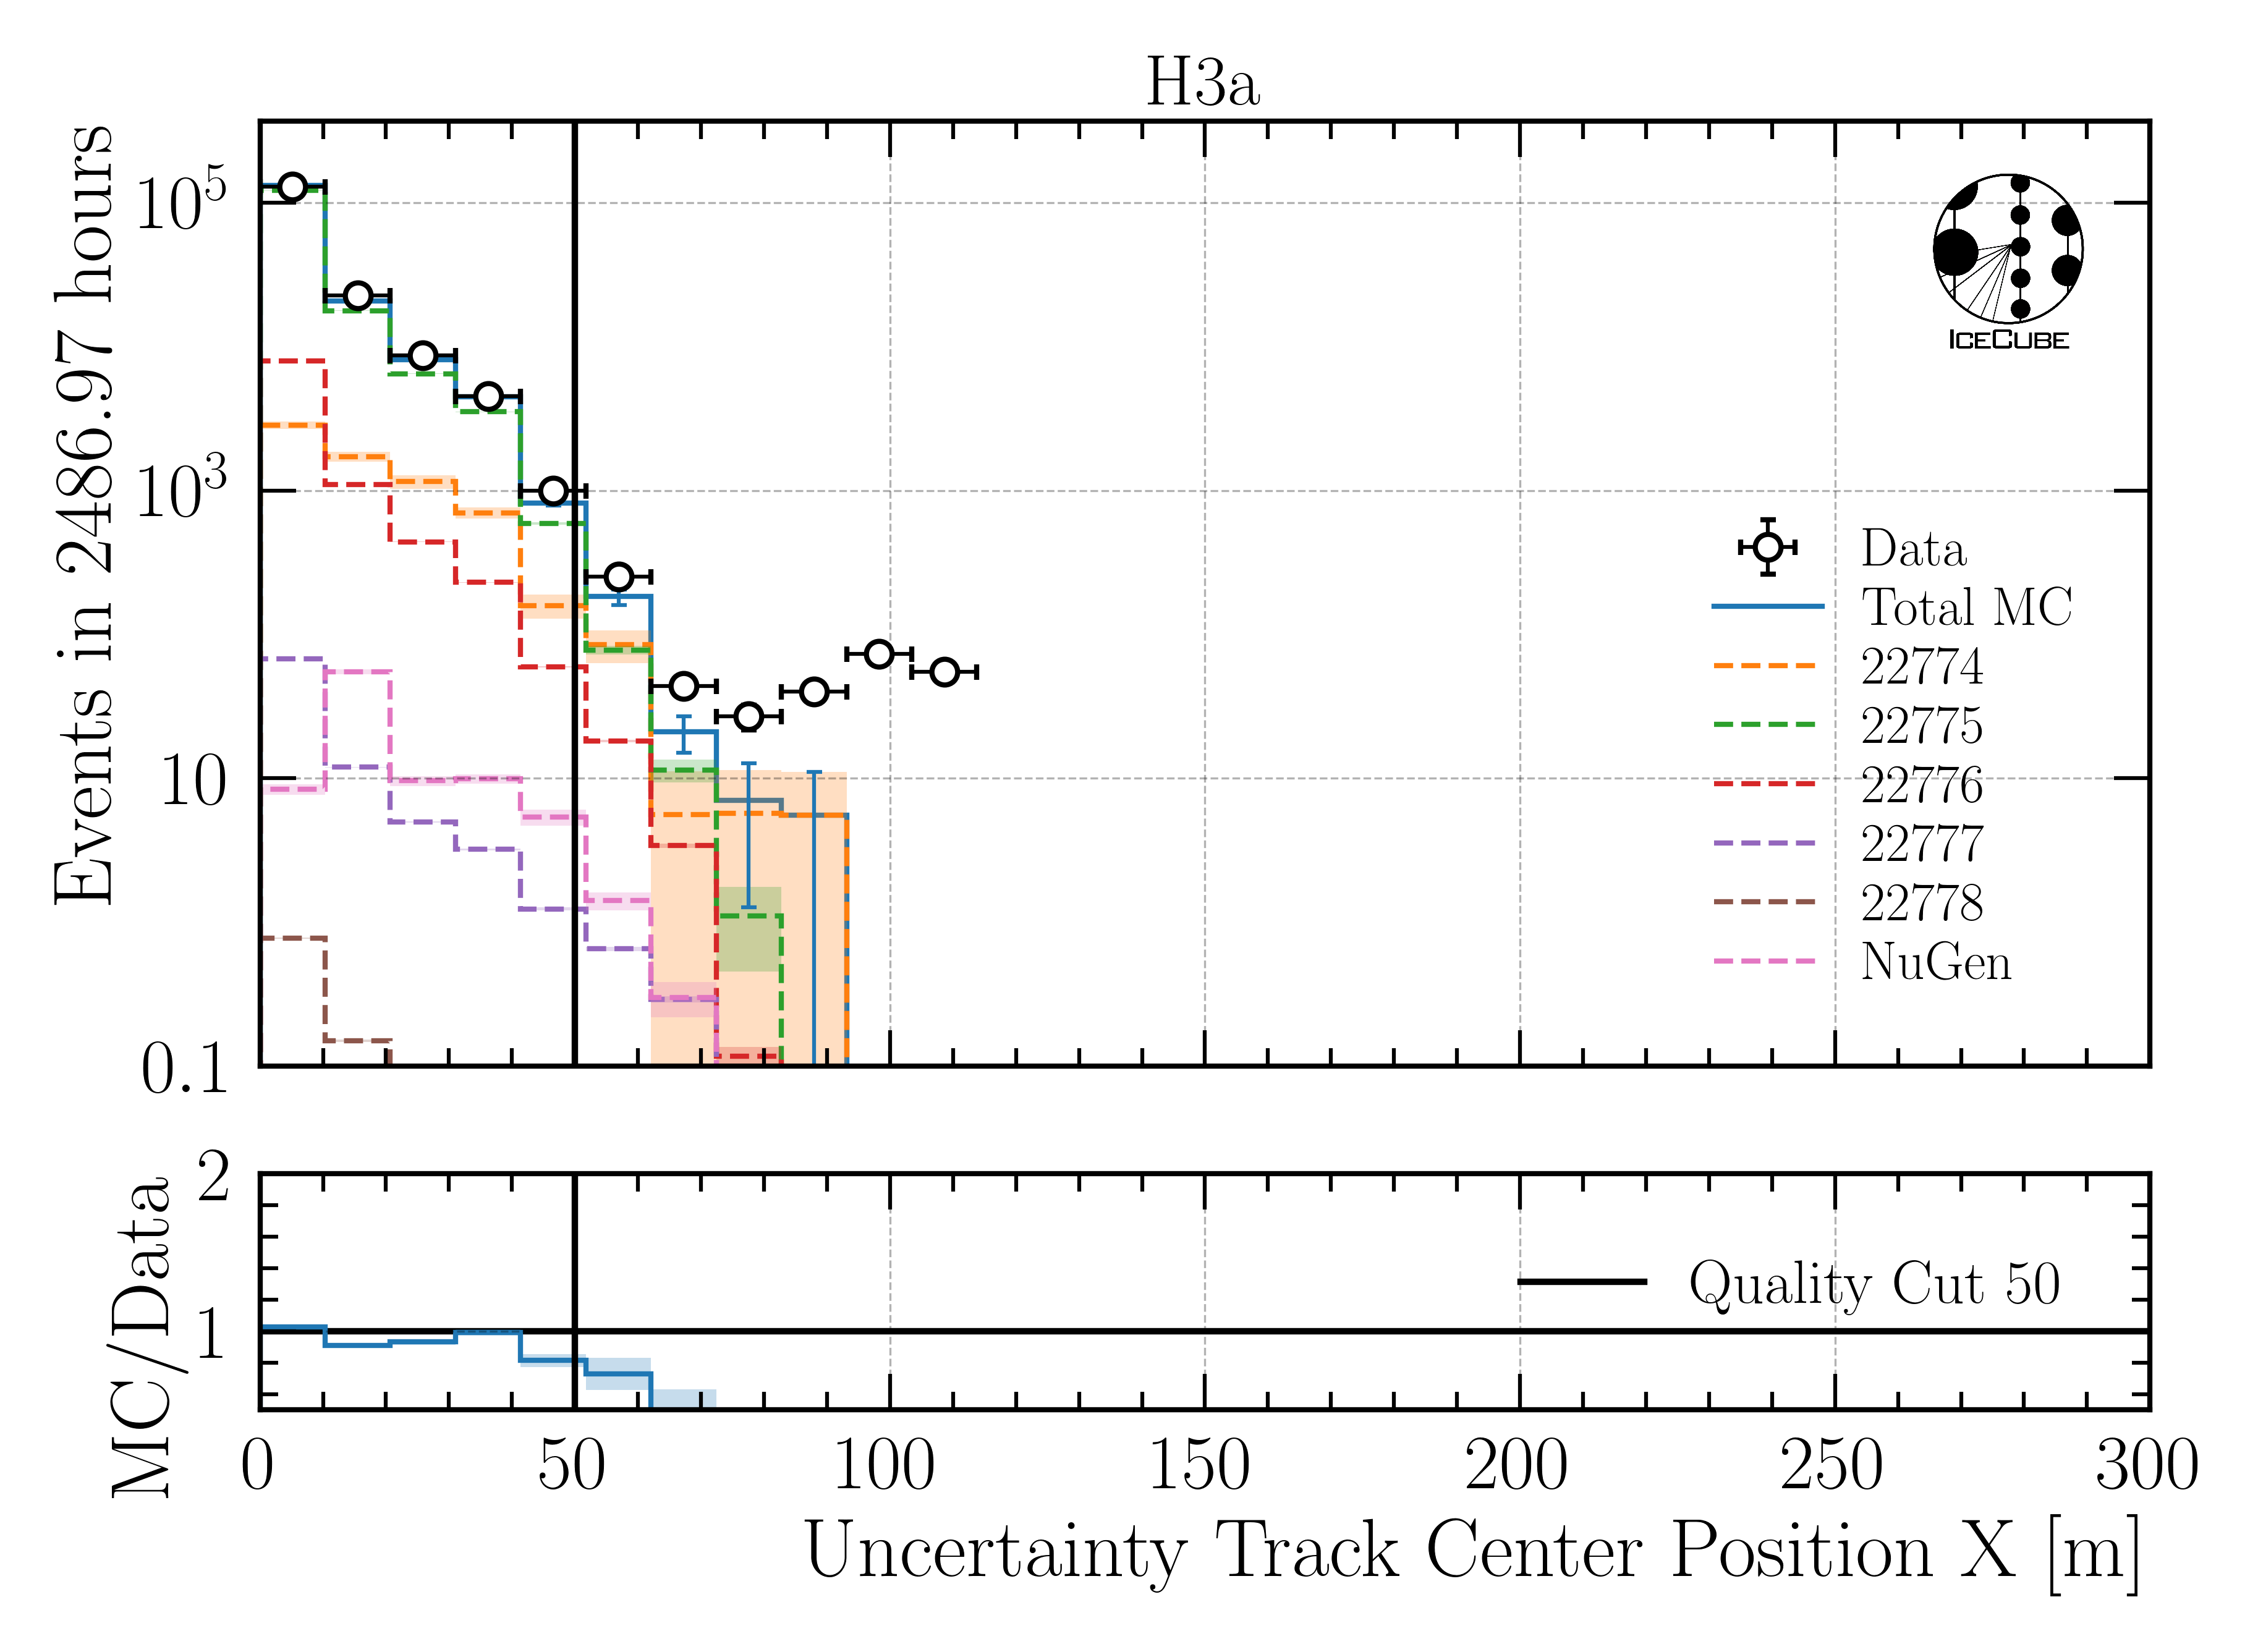 H3a
Events in 2486.97 hours
10^5
10^3
10
0.1
ICECUBE
Data
Total MC
22774
22775
22776
22777
22778
NuGen
MC/Data
2
1
Quality Cut 50
0 50 100 150 200 250 300
Uncertainty Track Center Position X [m]